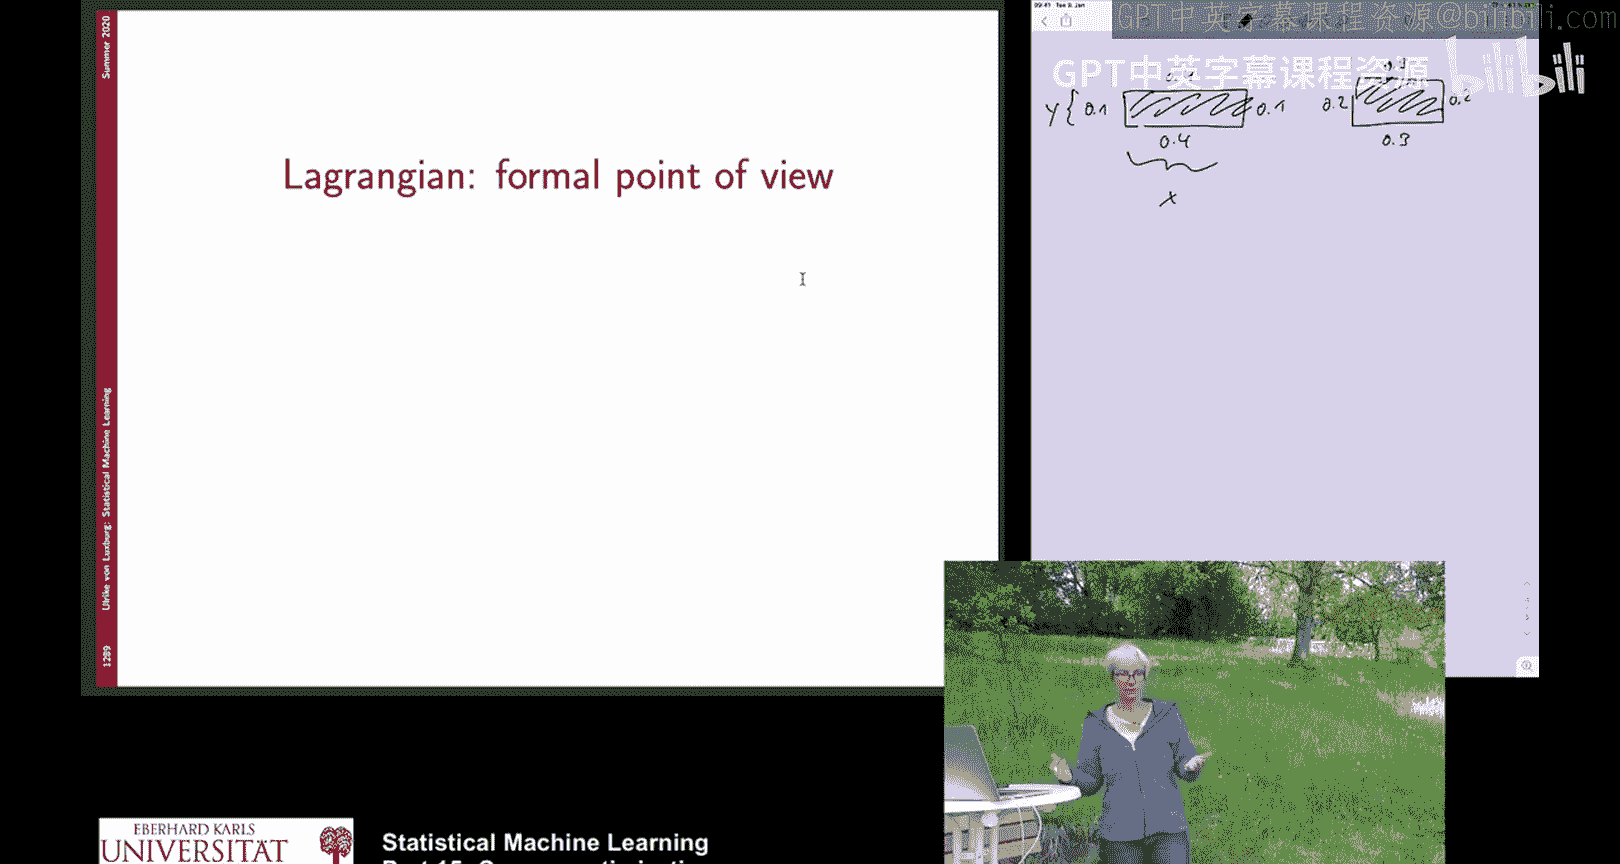 Summer 2020
Ulrike von Luxburg: Statistical Machine Learning
1289
Lagrangian: formal point of view
GPT中英字幕课程资源@bilibili.com
GPT中英字幕课程资源 bilibili
y { 0.1
0.1
0.4
x
0.2
0.2
0.3
EBERHARD KARLS
UNIVERSITÄT
Statistical Machine Learning